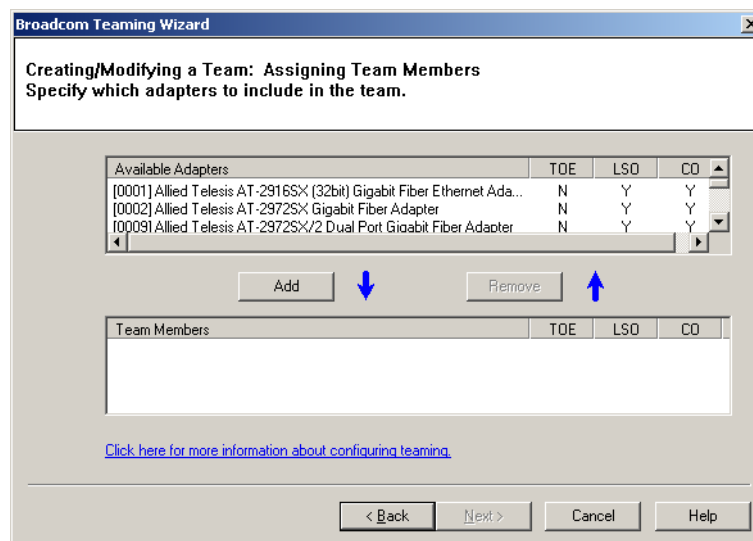 Broadcom Teaming Wizard
Creating/Modifying a Team: Assigning Team Members
Specify which adapters to include in the team.
Available Adapters TOE LSO CO
[0001] Allied Telesis AT-2916SX (32bit) Gigabit Fiber Ethernet Ada... N Y Y
[0002] Allied Telesis AT-2972SX Gigabit Fiber Adapter N Y Y
[0009] Allied Telesis AT-2972SX/2 Dual Port Gigabit Fiber Adapter N Y Y
Add Remove
Team Members TOE LSO CO
Click here for more information about configuring teaming.
< Back Next > Cancel Help